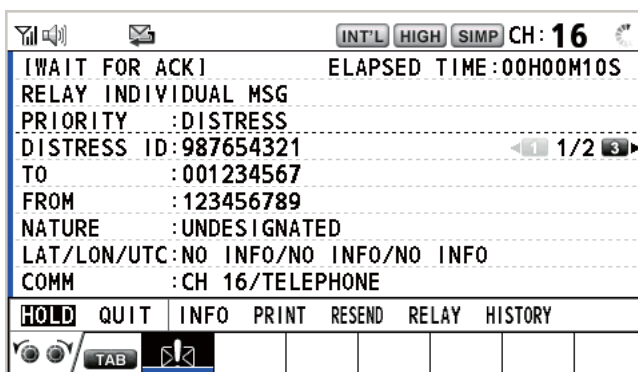 INT'L HIGH SIMP CH: 16
[WAIT FOR ACK] ELAPSED TIME:00H00M10S
RELAY INDIVIDUAL MSG
PRIORITY :DISTRESS
DISTRESS ID:987654321 1 1/2 3
TO :001234567
FROM :123456789
NATURE :UNDESIGNATED
LAT/LON/UTC:NO INFO/NO INFO/NO INFO
COMM :CH 16/TELEPHONE
HOLD QUIT INFO PRINT RESEND RELAY HISTORY
TAB